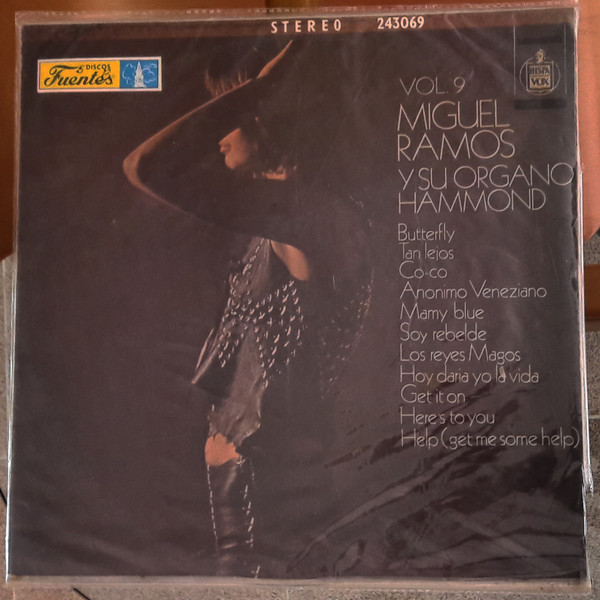 STEREO 243069
DISCOS
Fuentes
HISPA
VOX
VOL. 9
MIGUEL
RAMOS
Y SU ORGANO
HAMMOND
Butterfly
Tan lejos
Co-co
Anonimo Veneziano
Mamy blue
Soy rebelde
Los reyes Magos
Hoy daria yo la vida
Get it on
Here's to you
Help (get me some help)